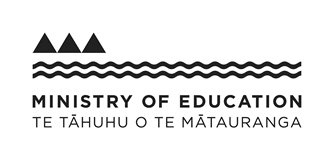 MINISTRY OF EDUCATION
TE TĀHUHU O TE MĀTAURANGA